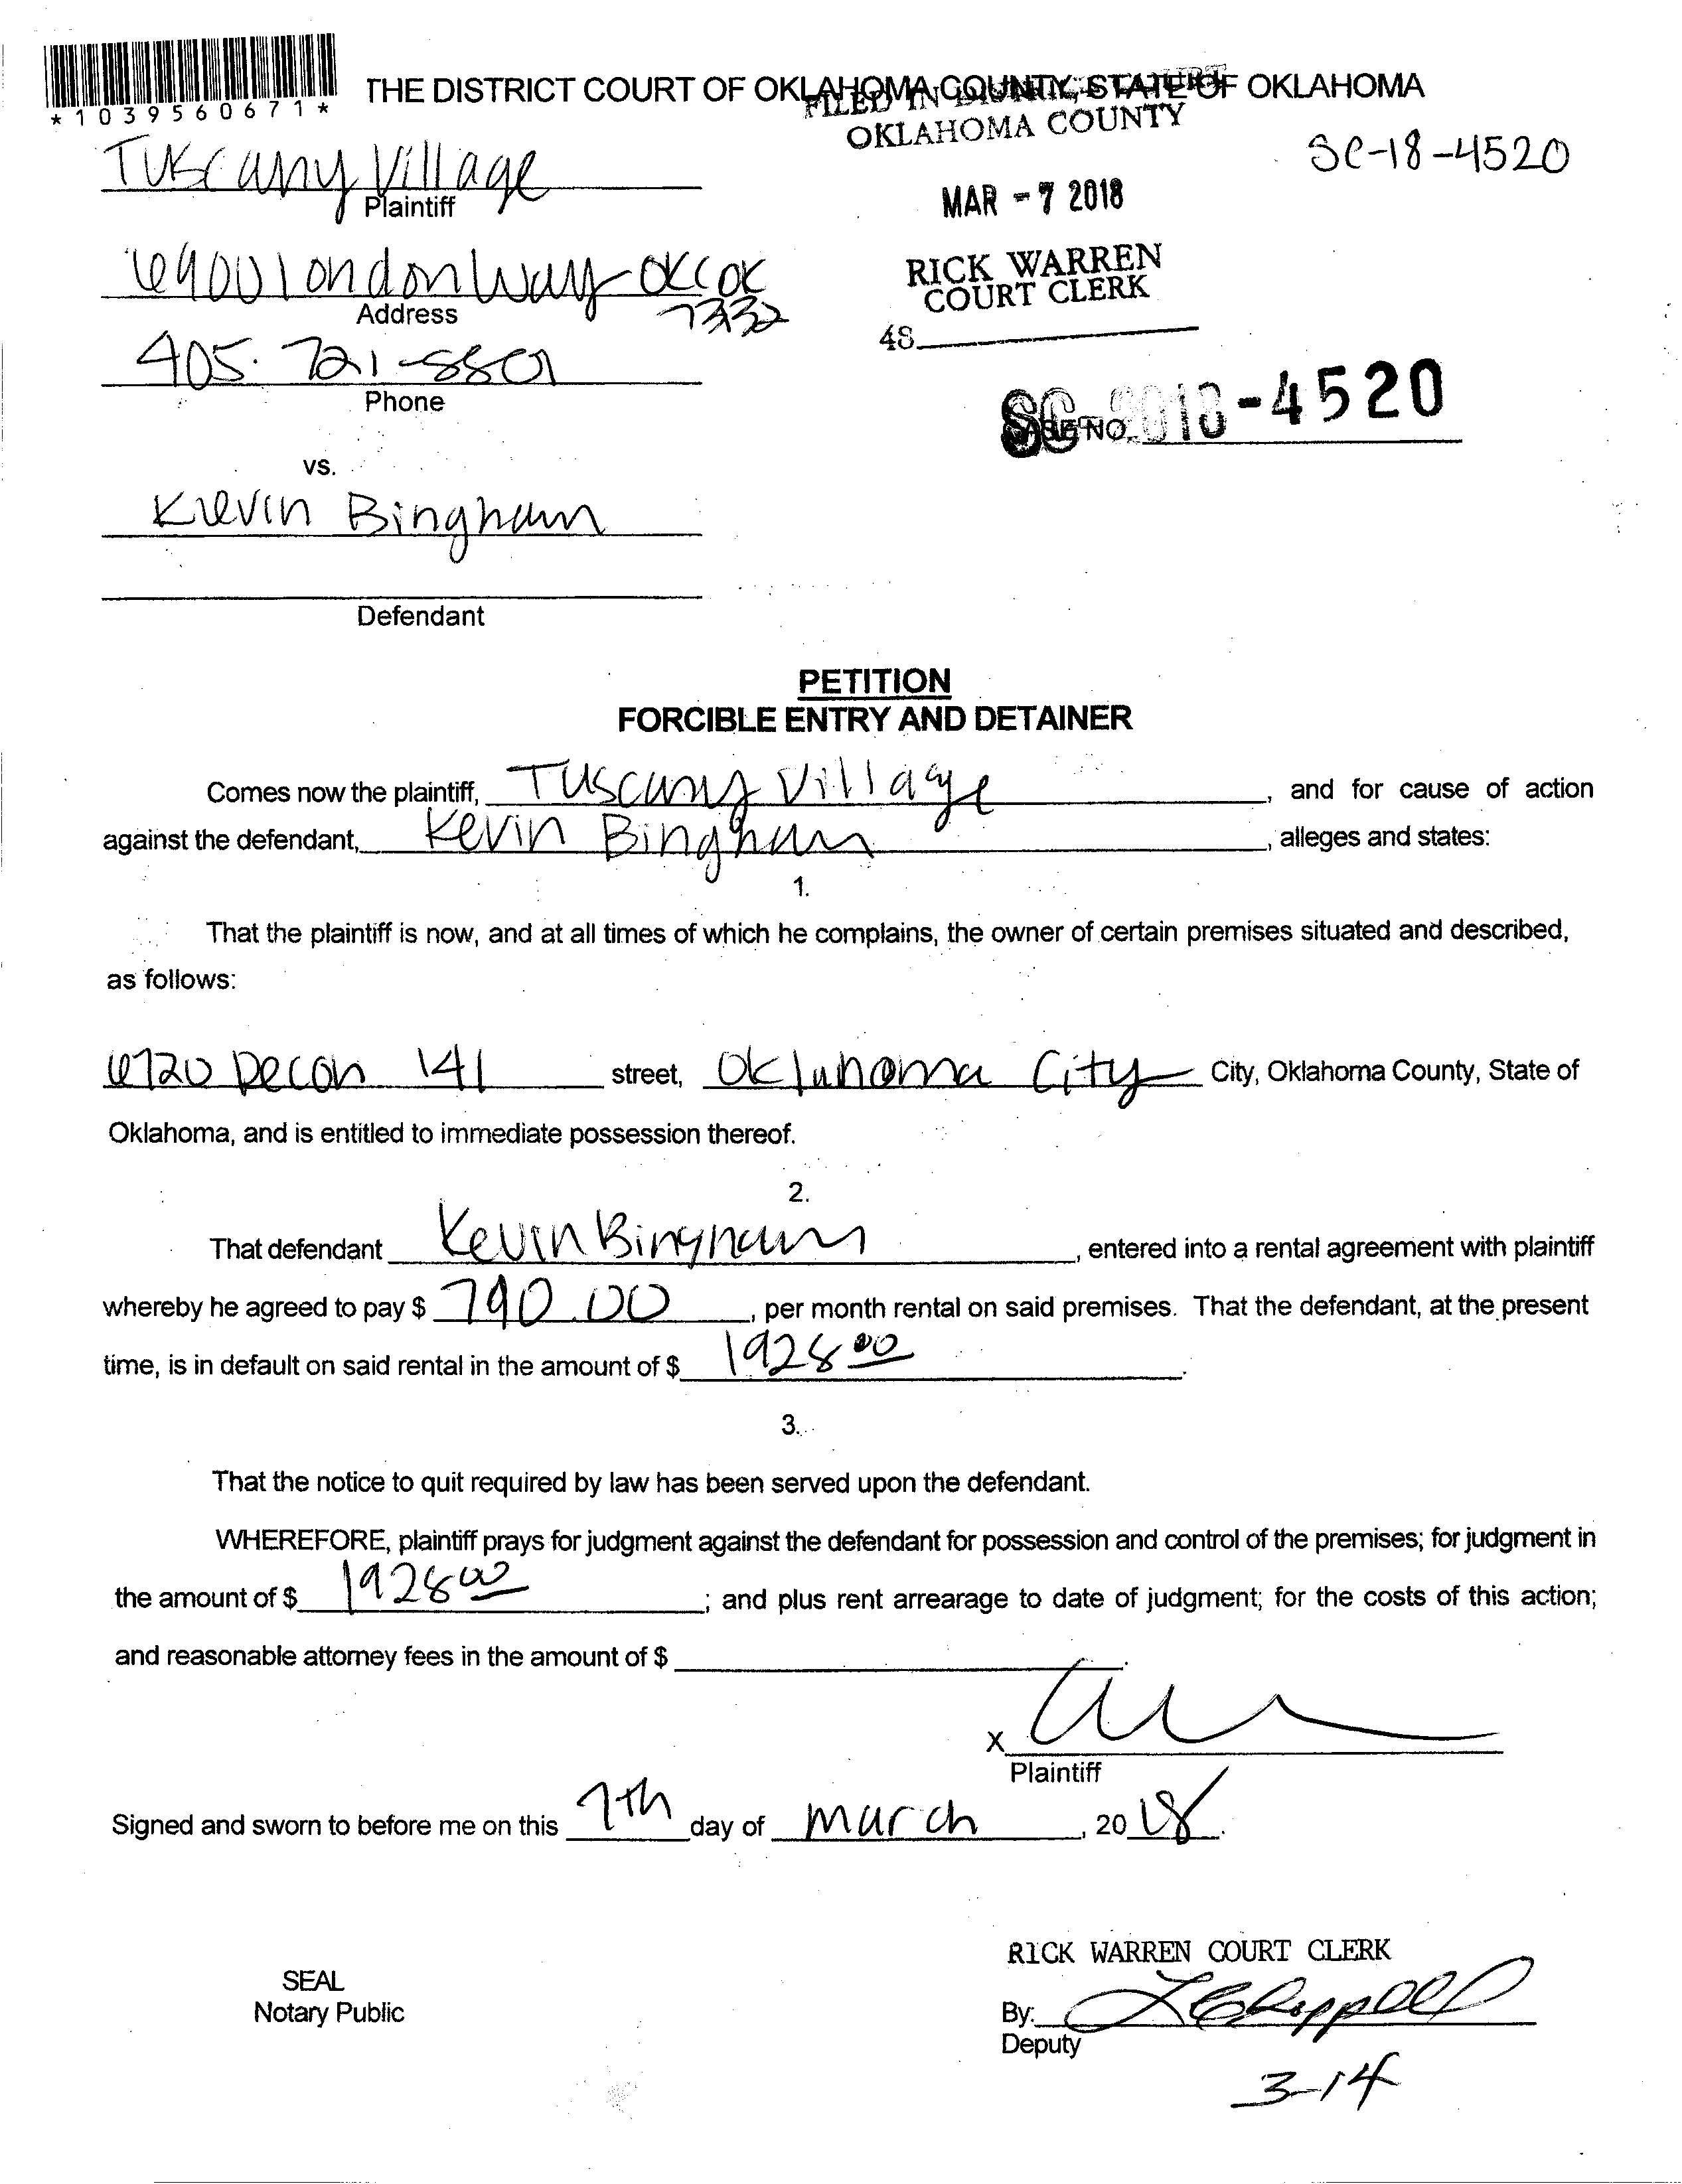 *1039560671*
THE DISTRICT COURT OF OKLAHOMA COUNTY, STATE OF OKLAHOMA
FILED IN DISTRICT COURT
OKLAHOMA COUNTY
SC-18-4520
Tuscany Village
Plaintiff
MAR - 7 2018
6900 London Way OKC OK
7332
Address
RICK WARREN
COURT CLERK
48
405. 721-8801
Phone
SC-2018-4520
CASE NO.
vs.
Kevin Bingham
Defendant
PETITION
FORCIBLE ENTRY AND DETAINER
Comes now the plaintiff, Tuscany Village, and for cause of action
against the defendant, Kevin Bingham, alleges and states:
1.
That the plaintiff is now, and at all times of which he complains, the owner of certain premises situated and described,
as follows:
6720 Decon 141 street, Oklahoma City City, Oklahoma County, State of
Oklahoma, and is entitled to immediate possession thereof.
2.
That defendant Kevin Bingham, entered into a rental agreement with plaintiff
whereby he agreed to pay $ 790.00, per month rental on said premises. That the defendant, at the present
time, is in default on said rental in the amount of $ 1928 00.
3.
That the notice to quit required by law has been served upon the defendant.
WHEREFORE, plaintiff prays for judgment against the defendant for possession and control of the premises; for judgment in
the amount of $ 1928 00; and plus rent arrearage to date of judgment; for the costs of this action;
and reasonable attorney fees in the amount of $ .
X
Plaintiff
Signed and sworn to before me on this 7th day of March, 2018.
RICK WARREN COURT CLERK
SEAL
Notary Public
By:
Deputy
3-14